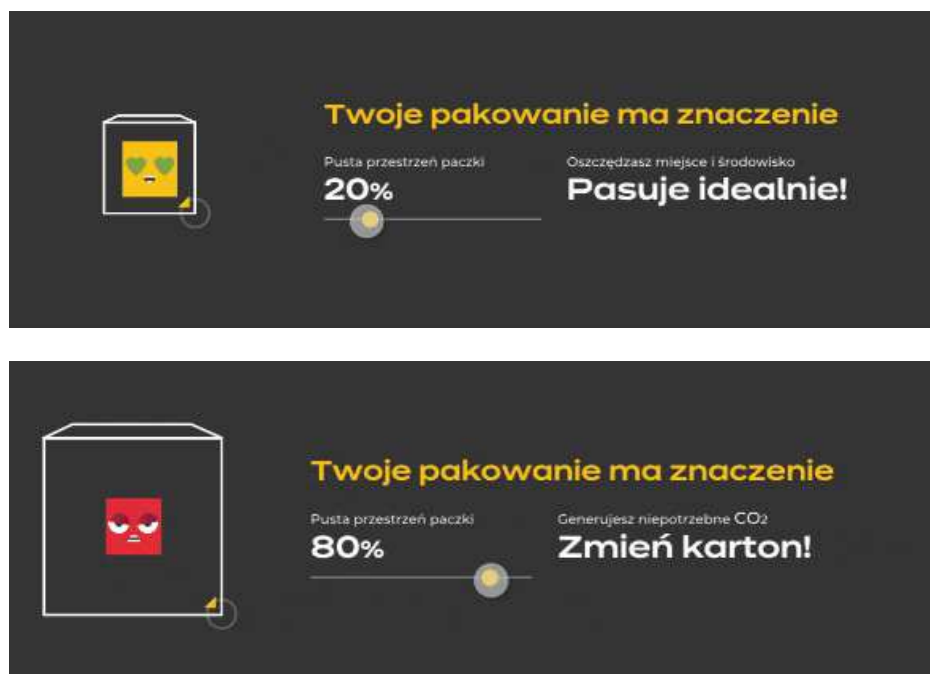 Twoje pakowanie ma znaczenie
Pusta przestrzeń paczki
20%
Oszczędzasz miejsce i środowisko
Pasuje idealnie!
Twoje pakowanie ma znaczenie
Pusta przestrzeń paczki
80%
Generujesz niepotrzebne CO2
Zmień karton!